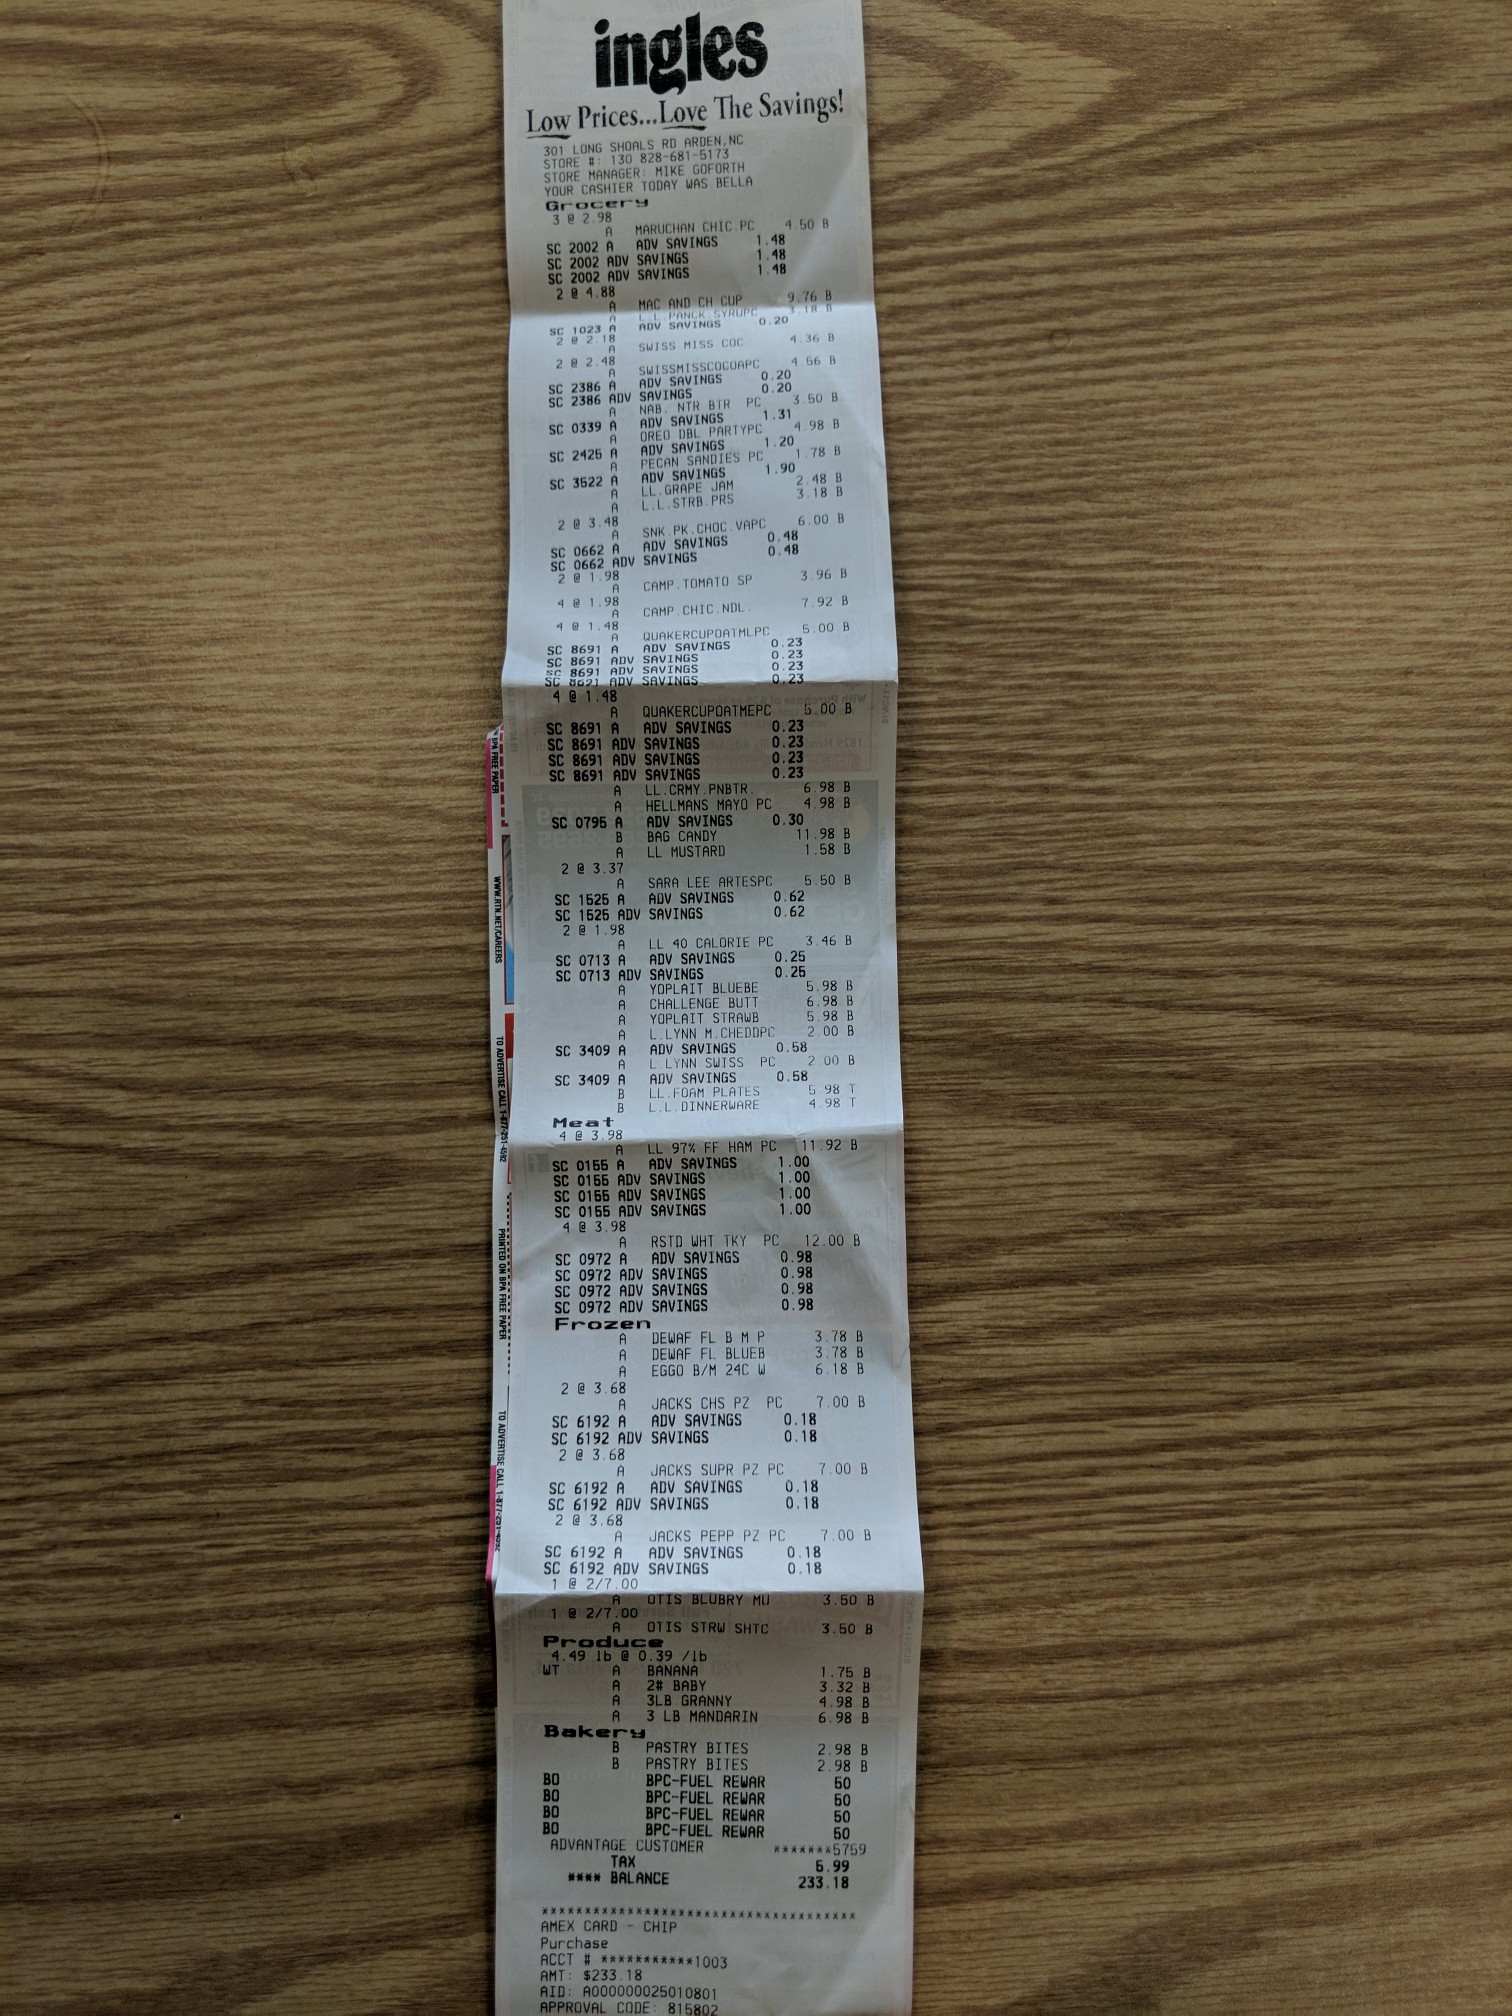 ingles
Low Prices...Love The Savings!
301 LONG SHOALS RD ARDEN,NC
STORE #: 130 828-681-5173
STORE MANAGER: MIKE GOFORTH
YOUR CASHIER TODAY WAS BELLA
Grocery
3 @ 2.98
A MARUCHAN CHIC.PC 4.50 B
SC 2002 A ADV SAVINGS 1.48
SC 2002 ADV SAVINGS 1.48
SC 2002 ADV SAVINGS 1.48
2 @ 4.88
A MAC AND CH CUP 9.76 B
A L.L.PANCK.SYRUPC 3.18 B
SC 1023 A ADV SAVINGS 0.20
2 @ 2.18
A SWISS MISS COC 4.36 B
2 @ 2.48
A SWISSMISSCOCOAPC 4.56 B
SC 2386 A ADV SAVINGS 0.20
SC 2386 ADV SAVINGS 0.20
A NAB. NTR BTR PC 3.50 B
SC 0339 A ADV SAVINGS 1.31
A OREO DBL PARTYPC 4.98 B
SC 2425 A ADV SAVINGS 1.20
A PECAN SANDIES PC 1.78 B
SC 3522 A ADV SAVINGS 1.90
A LL.GRAPE JAM 2.48 B
A L.L.STRB.PRS 3.18 B
2 @ 3.48
A SNK.PK.CHOC.VAPC 6.00 B
SC 0662 A ADV SAVINGS 0.48
SC 0662 ADV SAVINGS 0.48
2 @ 1.98
A CAMP.TOMATO SP 3.96 B
4 @ 1.98
A CAMP.CHIC.NDL. 7.92 B
4 @ 1.48
A QUAKERCUPOATMLPC 5.00 B
SC 8691 A ADV SAVINGS 0.23
SC 8691 ADV SAVINGS 0.23
SC 8691 ADV SAVINGS 0.23
SC 8691 ADV SAVINGS 0.23
4 @ 1.48
A QUAKERCUPOATMEPC 5.00 B
SC 8691 A ADV SAVINGS 0.23
SC 8691 ADV SAVINGS 0.23
SC 8691 ADV SAVINGS 0.23
SC 8691 ADV SAVINGS 0.23
A LL.CRMY.PNBTR. 6.98 B
A HELLMANS MAYO PC 4.98 B
SC 0795 A ADV SAVINGS 0.30
B BAG CANDY 11.98 B
A LL MUSTARD 1.58 B
2 @ 3.37
A SARA LEE ARTESPC 5.50 B
SC 1525 A ADV SAVINGS 0.62
SC 1525 ADV SAVINGS 0.62
2 @ 1.98
A LL 40 CALORIE PC 3.46 B
SC 0713 A ADV SAVINGS 0.25
SC 0713 ADV SAVINGS 0.25
A YOPLAIT BLUEBE 5.98 B
A CHALLENGE BUTT 6.98 B
A YOPLAIT STRAWB 5.98 B
A L.LYNN M.CHEDDPC 2.00 B
SC 3409 A ADV SAVINGS 0.58
A L.LYNN SWISS PC 2.00 B
SC 3409 A ADV SAVINGS 0.58
B LL.FOAM PLATES 5.98 T
B L.L.DINNERWARE 4.98 T
Meat
4 @ 3.98
A LL 97% FF HAM PC 11.92 B
SC 0155 A ADV SAVINGS 1.00
SC 0155 ADV SAVINGS 1.00
SC 0155 ADV SAVINGS 1.00
SC 0155 ADV SAVINGS 1.00
4 @ 3.98
A RSTD WHT TKY PC 12.00 B
SC 0972 A ADV SAVINGS 0.98
SC 0972 ADV SAVINGS 0.98
SC 0972 ADV SAVINGS 0.98
SC 0972 ADV SAVINGS 0.98
Frozen
A DEWAF FL B M P 3.78 B
A DEWAF FL BLUEB 3.78 B
A EGGO B/M 24C W 6.18 B
2 @ 3.68
A JACKS CHS PZ PC 7.00 B
SC 6192 A ADV SAVINGS 0.18
SC 6192 ADV SAVINGS 0.18
2 @ 3.68
A JACKS SUPR PZ PC 7.00 B
SC 6192 A ADV SAVINGS 0.18
SC 6192 ADV SAVINGS 0.18
2 @ 3.68
A JACKS PEPP PZ PC 7.00 B
SC 6192 A ADV SAVINGS 0.18
SC 6192 ADV SAVINGS 0.18
1 @ 2/7.00
A OTIS BLUBRY MU 3.50 B
1 @ 2/7.00
A OTIS STRW SHTC 3.50 B
Produce
4.49 lb @ 0.39 /lb
WT A BANANA 1.75 B
A 2# BABY 3.32 B
A 3LB GRANNY 4.98 B
A 3 LB MANDARIN 6.98 B
Bakery
B PASTRY BITES 2.98 B
B PASTRY BITES 2.98 B
BO BPC-FUEL REWAR 50
BO BPC-FUEL REWAR 50
BO BPC-FUEL REWAR 50
BO BPC-FUEL REWAR 50
ADVANTAGE CUSTOMER *******5759
TAX 5.99
**** BALANCE 233.18
************************************
AMEX CARD - CHIP
Purchase
ACCT # ***********1003
AMT: $233.18
AID: A000000025010801
APPROVAL CODE: 815802
BPA FREE PAPER
WWW.RTN.NET/CAREERS
TO ADVERTISE CALL 1-877-251-4592
PRINTED ON BPA FREE PAPER
TO ADVERTISE CALL 1-877-251-4592